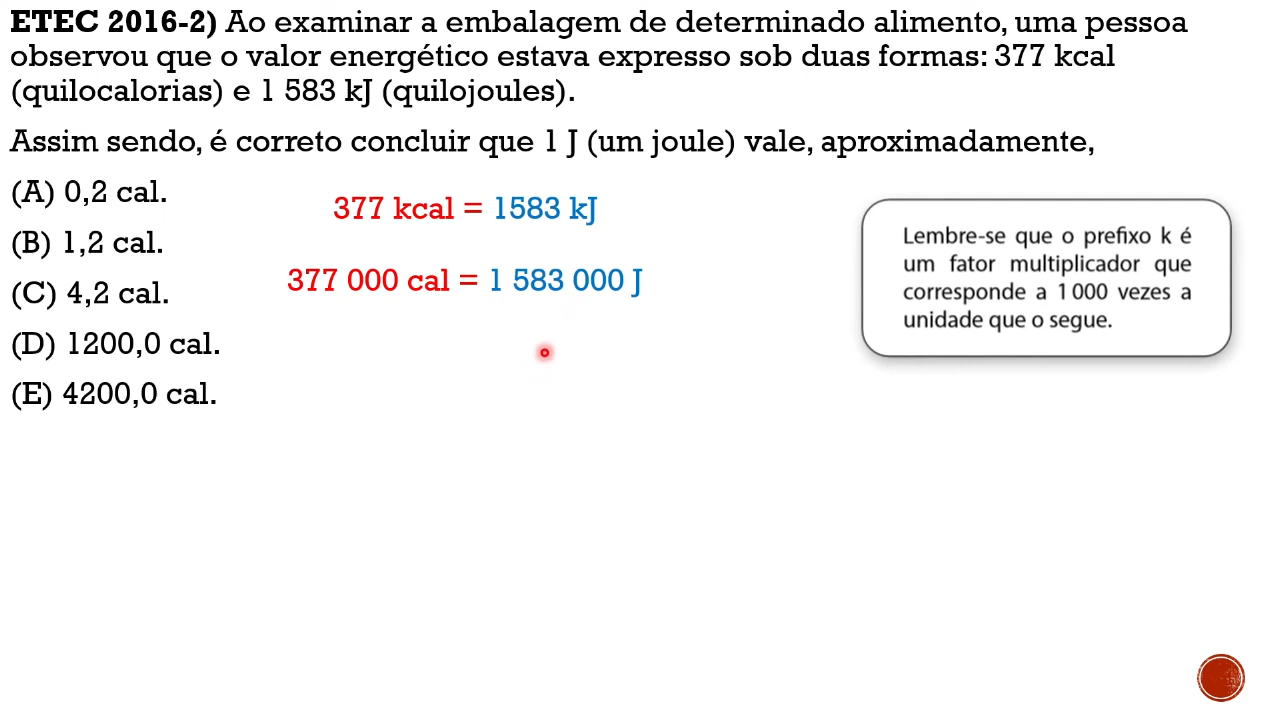 ETEC 2016-2) Ao examinar a embalagem de determinado alimento, uma pessoa
observou que o valor energético estava expresso sob duas formas: 377 kcal
(quilocalorias) e 1 583 kJ (quilojoules).
Assim sendo, é correto concluir que 1 J (um joule) vale, aproximadamente,
(A) 0,2 cal.
(B) 1,2 cal.
(C) 4,2 cal.
(D) 1200,0 cal.
(E) 4200,0 cal.
377 kcal = 1583 kJ
377 000 cal = 1 583 000 J
Lembre-se que o prefixo k é
um fator multiplicador que
corresponde a 1 000 vezes a
unidade que o segue.